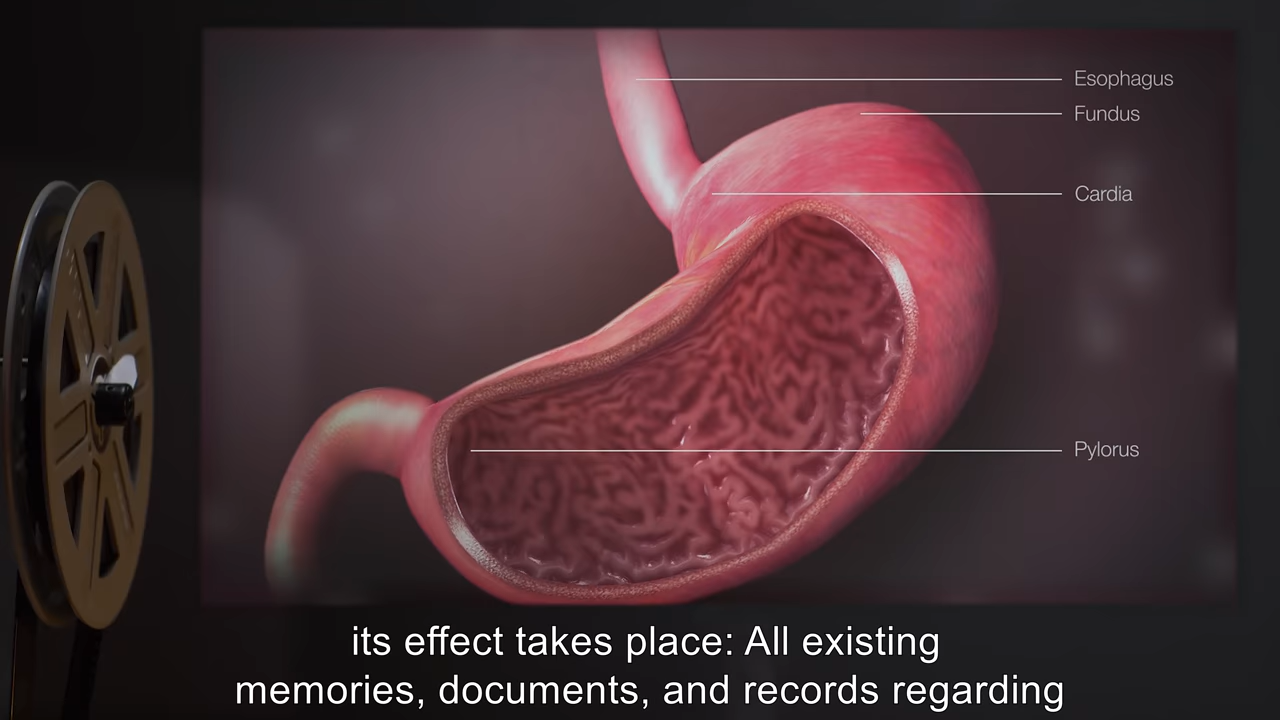 Esophagus
Fundus
Cardia
Pylorus
its effect takes place: All existing
memories, documents, and records regarding